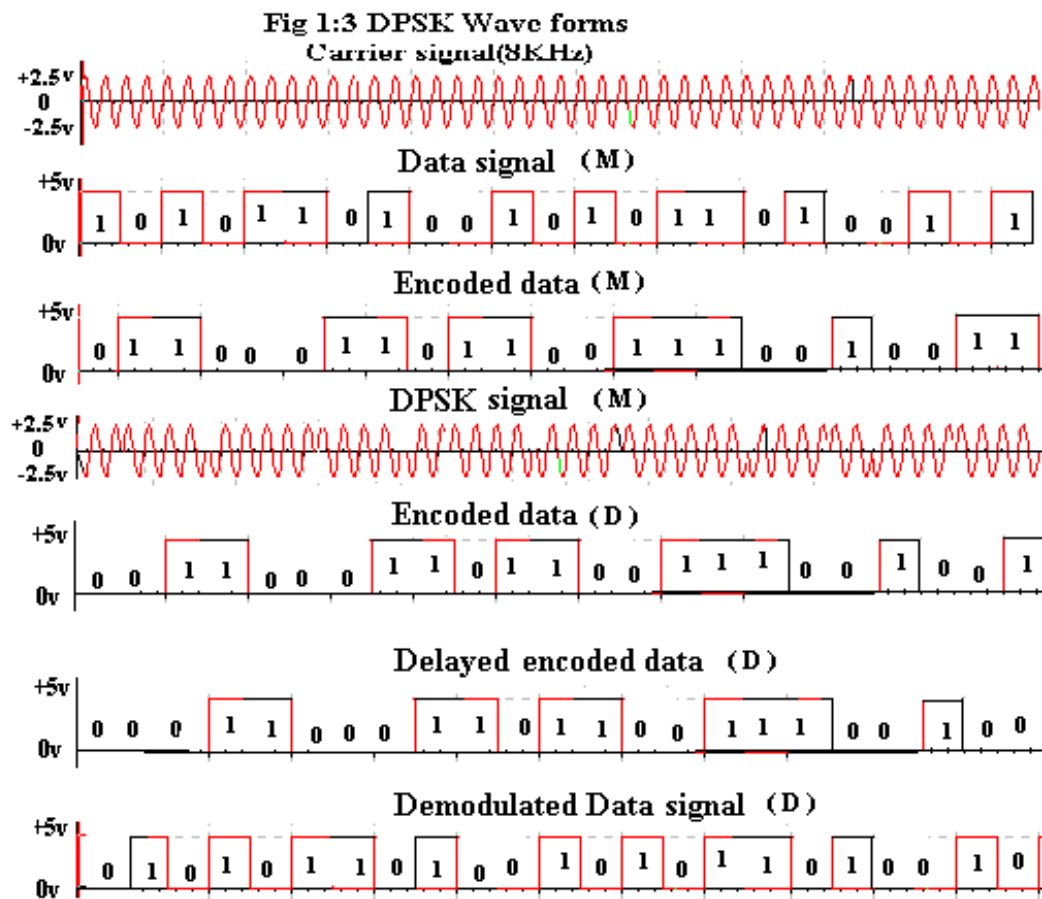 Fig 1:3 DPSK Wave forms
Carrier signal(8KHz)
+2.5v
0
-2.5v
Data signal (M)
+5v
1 0 1 0 1 1 0 1 0 0 1 0 1 0 1 1 0 1 0 0 1 1
0v
Encoded data (M)
+5v
0 1 1 0 0 0 1 1 0 1 1 0 0 1 1 1 0 0 1 0 0 1 1
0v
DPSK signal (M)
+2.5v
0
-2.5v
Encoded data (D)
+5v
0 0 1 1 0 0 0 1 1 0 1 1 0 0 1 1 1 0 0 1 0 0 1
0v
Delayed encoded data (D)
+5v
0 0 0 1 1 0 0 0 1 1 0 1 1 0 0 1 1 1 0 0 1 0 0
0v
Demodulated Data signal (D)
+5v
0 1 0 1 0 1 1 0 1 0 0 1 0 1 0 1 1 0 1 0 0 1 0
0v